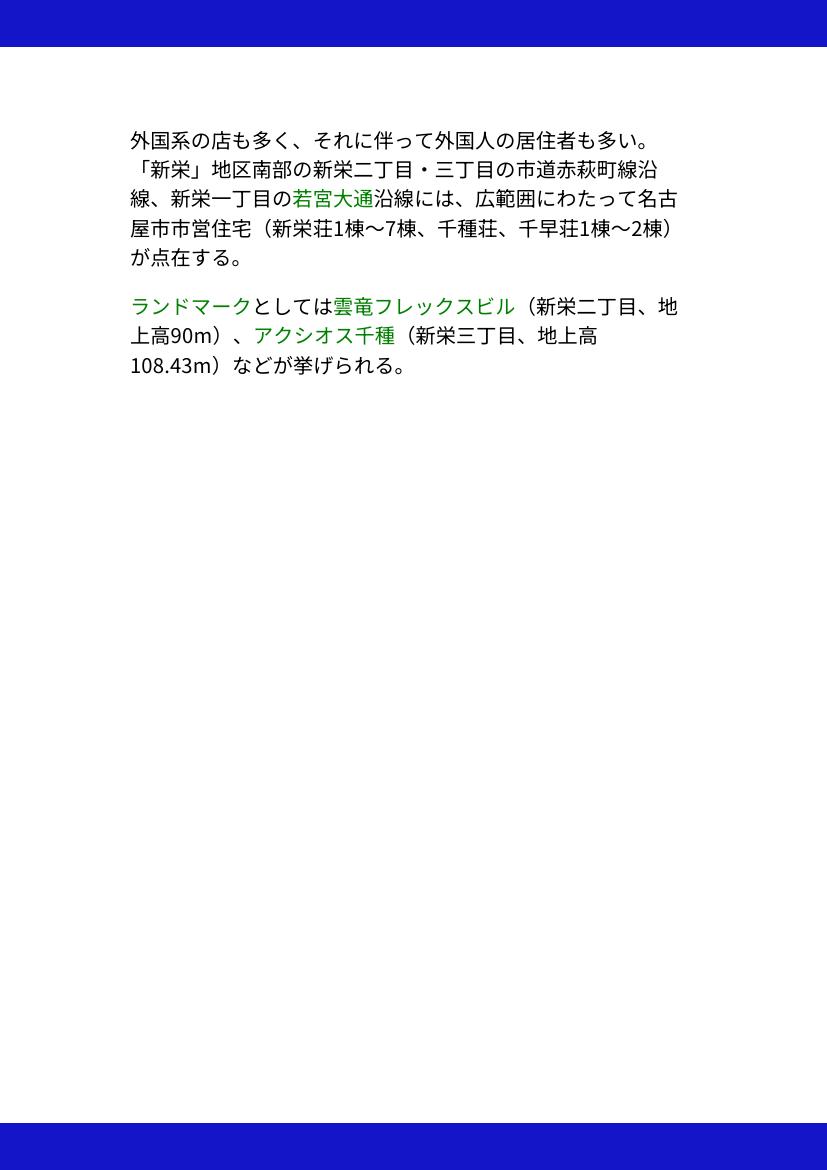 外国系の店も多く、それに伴って外国人の居住者も多い。
「新栄」地区南部の新栄二丁目・三丁目の市道赤萩町線沿
線、新栄一丁目の若宮大通沿線には、広範囲にわたって名古
屋市市営住宅（新栄荘1棟〜7棟、千種荘、千早荘1棟〜2棟）
が点在する。
ランドマークとしては雲竜フレックスビル（新栄二丁目、地
上高90m）、アクシオス千種（新栄三丁目、地上高
108.43m）などが挙げられる。